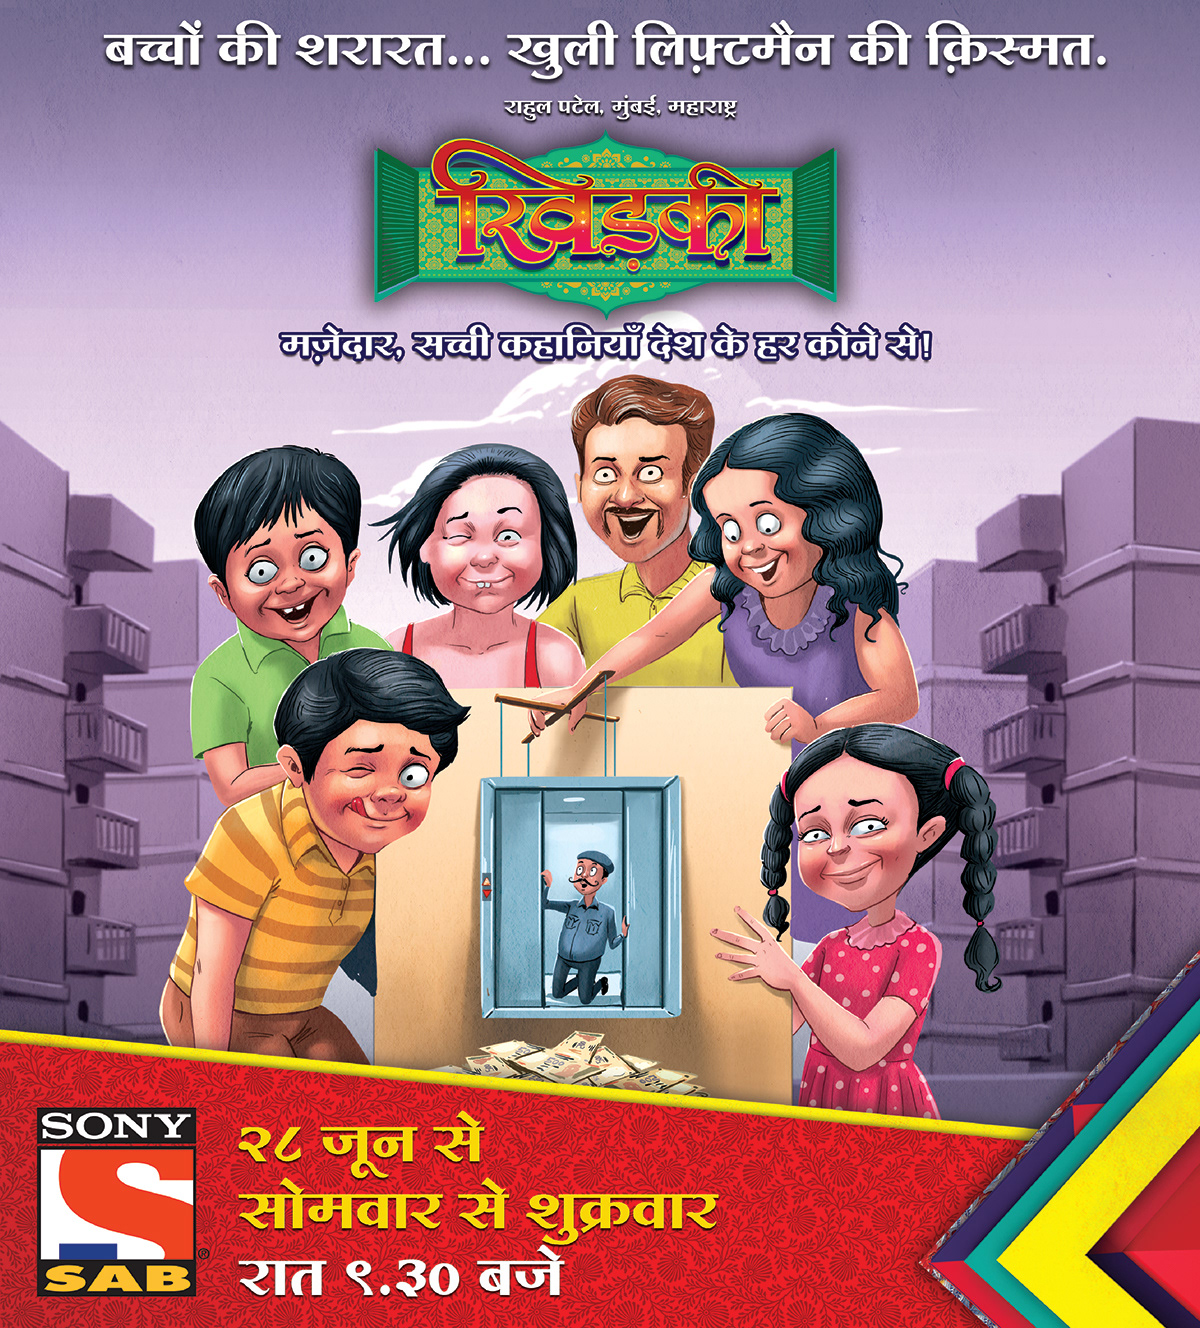 बच्चों की शरारत... खुली लिफ़्टमैन की क़िस्मत.
राहुल पटेल, मुंबई, महाराष्ट्र
खिड़की
मज़ेदार, सच्ची कहानियाँ देश के हर कोने से!
SONY
S
SAB
®
२८ जून से
सोमवार से शुक्रवार
रात ९.३० बजे